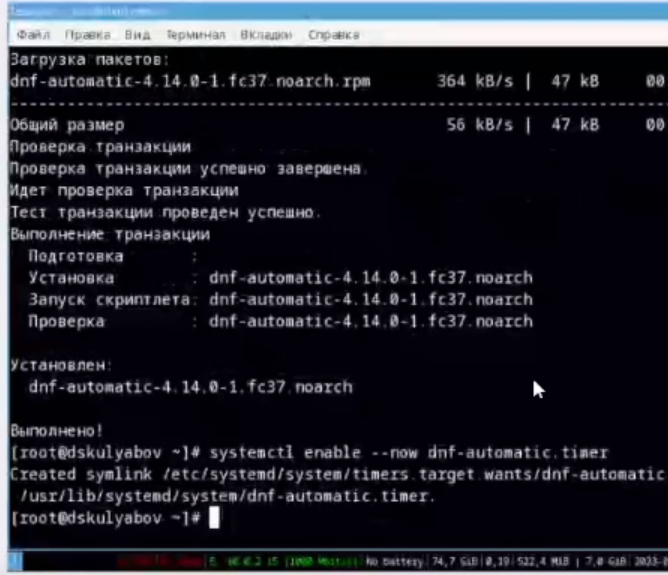 Файл Правка Вид Терминал Вкладки Справка
Загрузка пакетов:
dnf-automatic-4.14.0-1.fc37.noarch.rpm 364 kB/s | 47 kB 00
--------------------------------------------------------------------------------
Общий размер 56 kB/s | 47 kB 00
Проверка транзакции
Проверка транзакции успешно завершена.
Идет проверка транзакции
Тест транзакции проведен успешно.
Выполнение транзакции
Подготовка :
Установка : dnf-automatic-4.14.0-1.fc37.noarch
Запуск скриптлета: dnf-automatic-4.14.0-1.fc37.noarch
Проверка : dnf-automatic-4.14.0-1.fc37.noarch
Установлен:
dnf-automatic-4.14.0-1.fc37.noarch
Выполнено!
[root@dskulyabov ~]# systemctl enable --now dnf-automatic.timer
Created symlink /etc/systemd/system/timers.target.wants/dnf-automatic
/usr/lib/systemd/system/dnf-automatic.timer.
[root@dskulyabov ~]#
No battery 74,7 GiB 0,19 522,4 MiB | 7,0 GiB 2023-